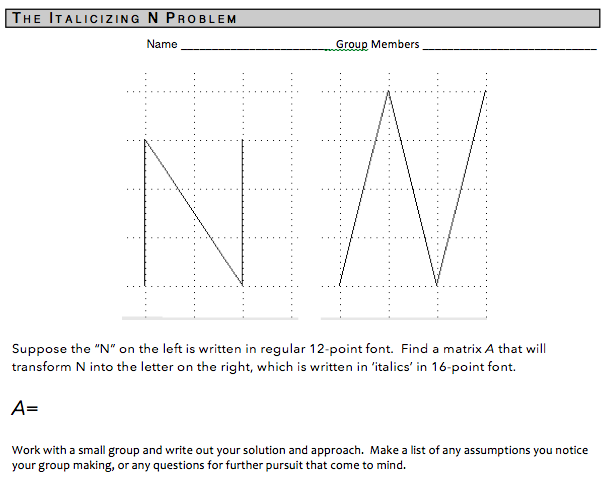 THE ITALICIZING N PROBLEM
Name ______________________ Group Members __________________________
Suppose the "N" on the left is written in regular 12-point font. Find a matrix A that will
transform N into the letter on the right, which is written in 'italics' in 16-point font.
A=
Work with a small group and write out your solution and approach. Make a list of any assumptions you notice
your group making, or any questions for further pursuit that come to mind.